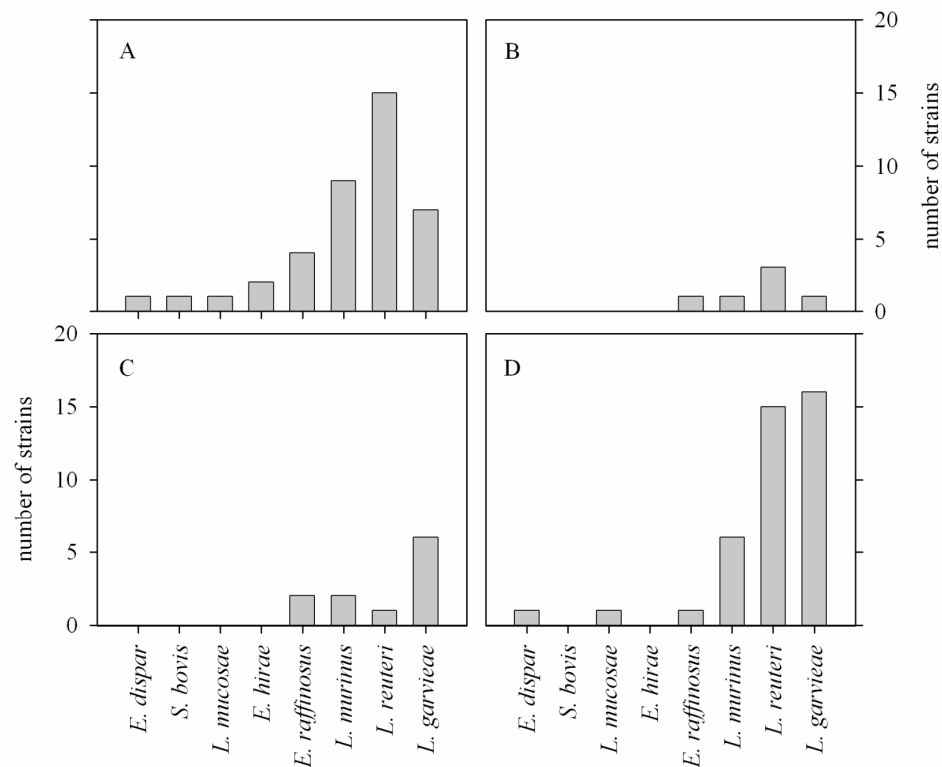 A
B
20
15
10
5
0
number of strains
20
15
10
5
0
number of strains
C
D
E. dispar
S. bovis
L. mucosae
E. hirae
E. raffinosus
L. murinus
L. reuteri
L. garvieae
E. dispar
S. bovis
L. mucosae
E. hirae
E. raffinosus
L. murinus
L. reuteri
L. garvieae